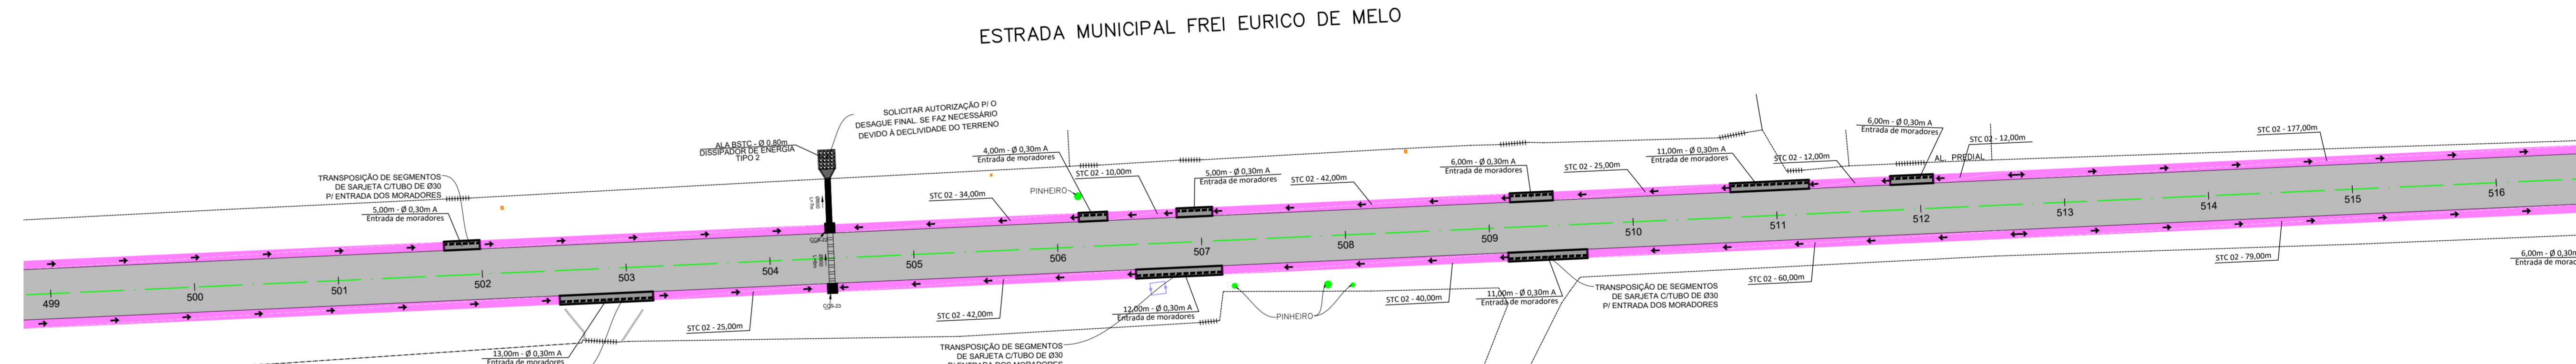 ESTRADA MUNICIPAL FREI EURICO DE MELO
SOLICITAR AUTORIZAÇÃO P/ O
DESAGUE FINAL. SE FAZ NECESSÁRIO
DEVIDO À DECLIVIDADE DO TERRENO
ALA BSTC - Ø 0.80m
DISSIPADOR DE ENERGIA
TIPO 2
TRANSPOSIÇÃO DE SEGMENTOS
DE SARJETA C/TUBO DE Ø30
P/ ENTRADA DOS MORADORES
5,00m - Ø 0,30m A
Entrada de moradores
4,00m - Ø 0,30m A
Entrada de moradores
PINHEIRO
STC 02 - 34,00m
STC 02 - 10,00m
5,00m - Ø 0,30m A
Entrada de moradores
STC 02 - 42,00m
6,00m - Ø 0,30m A
Entrada de moradores
STC 02 - 25,00m
11,00m - Ø 0,30m A
Entrada de moradores
STC 02 - 12,00m
6,00m - Ø 0,30m A
Entrada de moradores
AL. PREDIAL
STC 02 - 12,00m
STC 02 - 177,00m
499
500
501
502
503
504
505
506
507
508
509
510
511
512
513
514
515
516
13,00m - Ø 0,30m A
Entrada de moradores
STC 02 - 25,00m
STC 02 - 42,00m
12,00m - Ø 0,30m A
Entrada de moradores
TRANSPOSIÇÃO DE SEGMENTOS
DE SARJETA C/TUBO DE Ø30
P/ ENTRADA DOS MORADORES
PINHEIRO
STC 02 - 40,00m
11,00m - Ø 0,30m A
Entrada de moradores
TRANSPOSIÇÃO DE SEGMENTOS
DE SARJETA C/TUBO DE Ø30
P/ ENTRADA DOS MORADORES
STC 02 - 60,00m
STC 02 - 79,00m
6,00m - Ø 0,30m
Entrada de morad